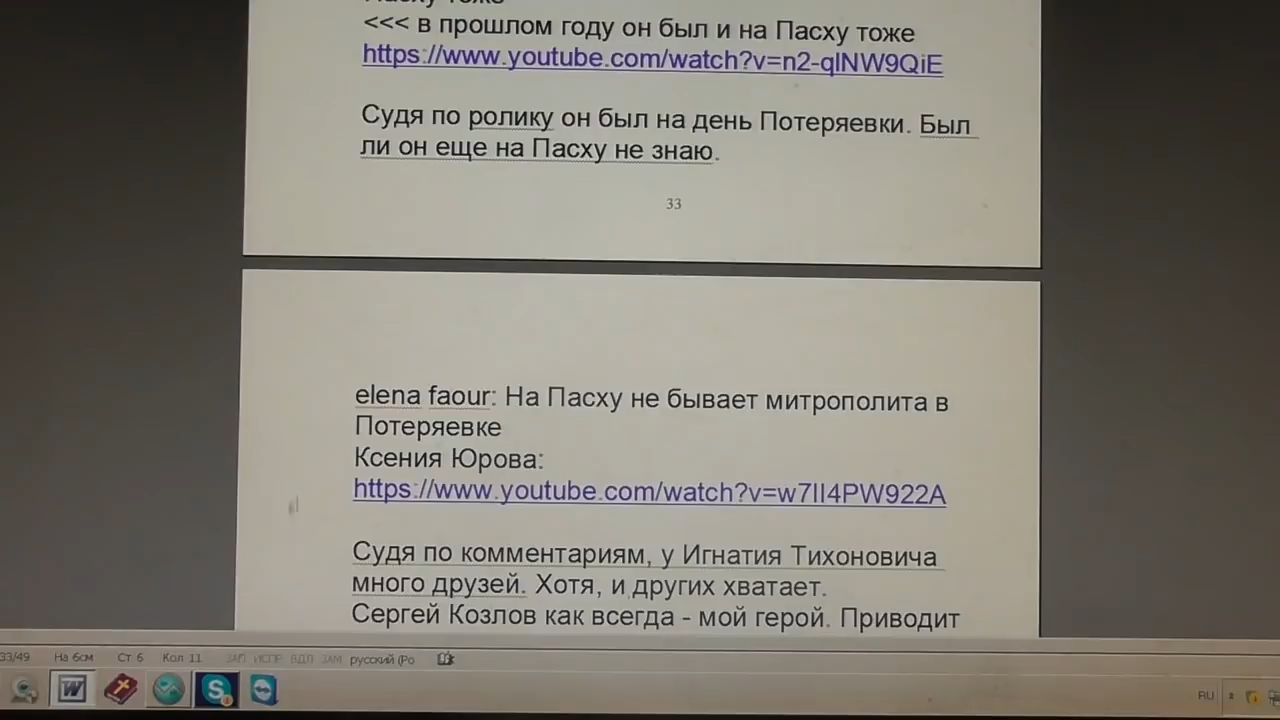 <<< в прошлом году он был и на Пасху тоже
https://www.youtube.com/watch?v=n2-qlNW9QiE
Судя по ролику он был на день Потеряевки. Был
ли он еще на Пасху не знаю.
33
elena faour: На Пасху не бывает митрополита в
Потеряевке
Ксения Юрова:
https://www.youtube.com/watch?v=w7II4PW922A
Судя по комментариям, у Игнатия Тихоновича
много друзей. Хотя, и других хватает.
Сергей Козлов как всегда - мой герой. Приводит
33/49 На 6см Ст 6 Кол 11 ЗАП ИСПР ВДЛ ЗАМ русский (Ро
RU